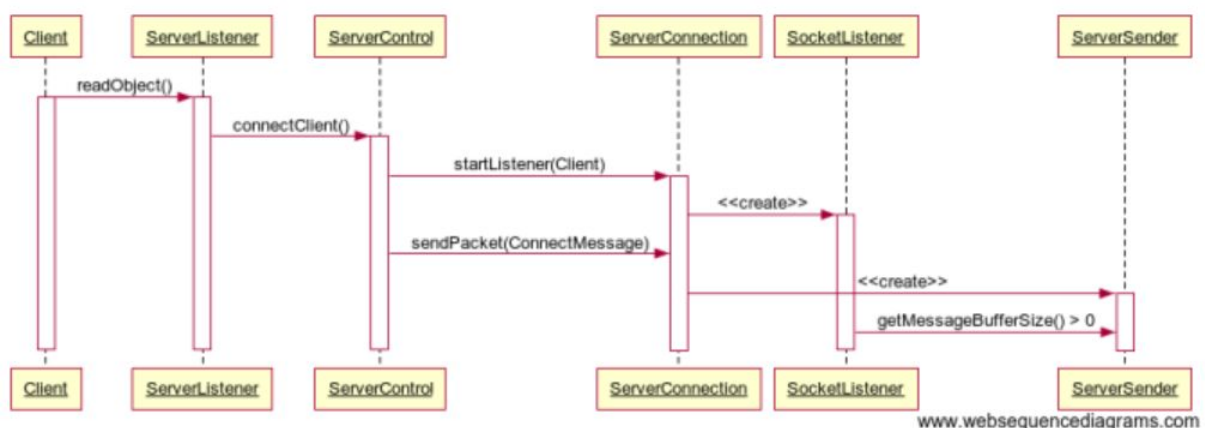 Client ServerListener ServerControl ServerConnection SocketListener ServerSender
readObject()
connectClient()
startListener(Client)
<<create>>
sendPacket(ConnectMessage)
<<create>>
getMessageBufferSize() > 0
Client ServerListener ServerControl ServerConnection SocketListener ServerSender
www.websequencediagrams.com